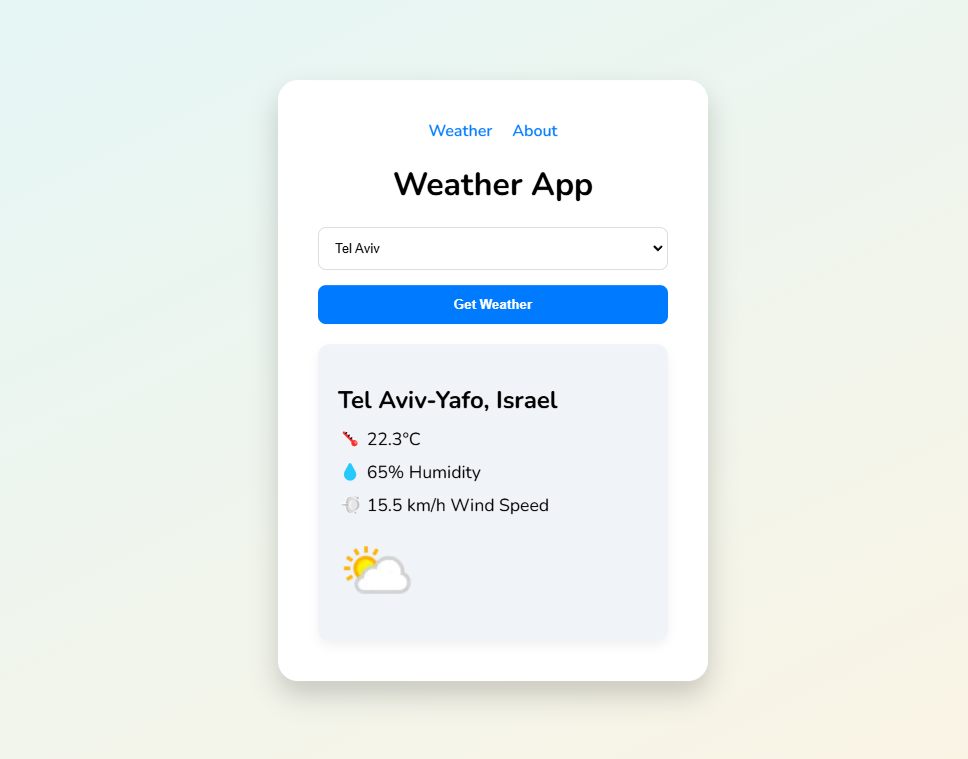 Weather About
Weather App
Tel Aviv
Get Weather
Tel Aviv-Yafo, Israel
22.3°C
65% Humidity
15.5 km/h Wind Speed